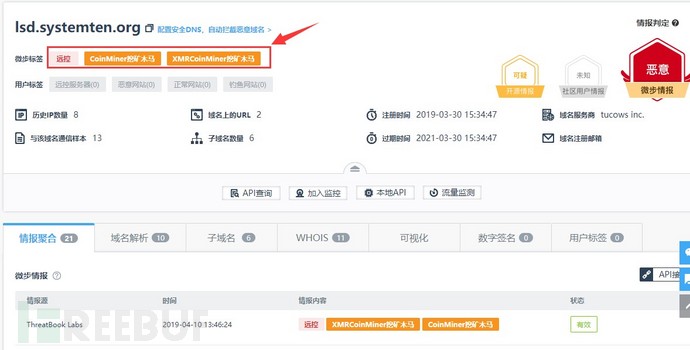 lsd.systemten.org 配置安全DNS，自动拦截恶意域名 > 情报判定
微步标签 远控 CoinMiner挖矿木马 XMRCoinMiner挖矿木马
用户标签 远控服务器(0) 恶意网站(0) 正常网站(0) 钓鱼网站(0)
可疑 开源情报 未知 社区用户情报 恶意 微步情报
历史IP数量 8 域名上的URL 2 注册时间 2019-03-30 15:34:47 域名服务商 tucows inc.
与该域名通信样本 13 子域名数量 6 过期时间 2021-03-30 15:34:47 域名注册邮箱
API查询 加入监控 本地API 流量监测
情报聚合 21 域名解析 10 子域名 6 WHOIS 11 可视化 数字签名 0 用户标签 0
微步情报 API接
情报源 时间 情报内容 状态
ThreatBook Labs 2019-04-10 13:46:24 远控 XMRCoinMiner挖矿木马 CoinMiner挖矿木马 有效
FREEBUF